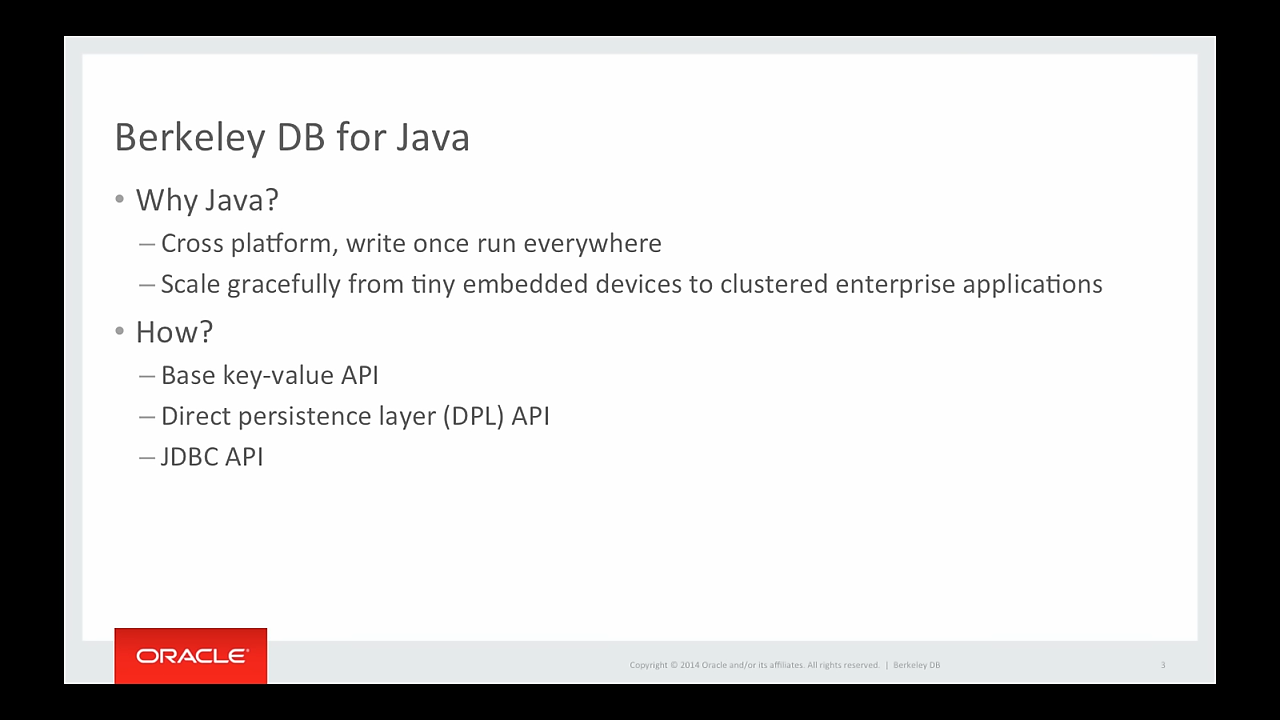 Berkeley DB for Java
• Why Java?
– Cross platform, write once run everywhere
– Scale gracefully from tiny embedded devices to clustered enterprise applications
• How?
– Base key-value API
– Direct persistence layer (DPL) API
– JDBC API
ORACLE®
Copyright © 2014 Oracle and/or its affiliates. All rights reserved. | Berkeley DB
3